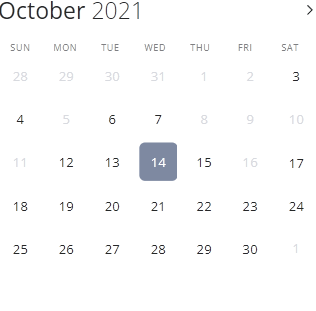 October 2021
SUN MON TUE WED THU FRI SAT
28 29 30 31 1 2 3
4 5 6 7 8 9 10
11 12 13 14 15 16 17
18 19 20 21 22 23 24
25 26 27 28 29 30 1